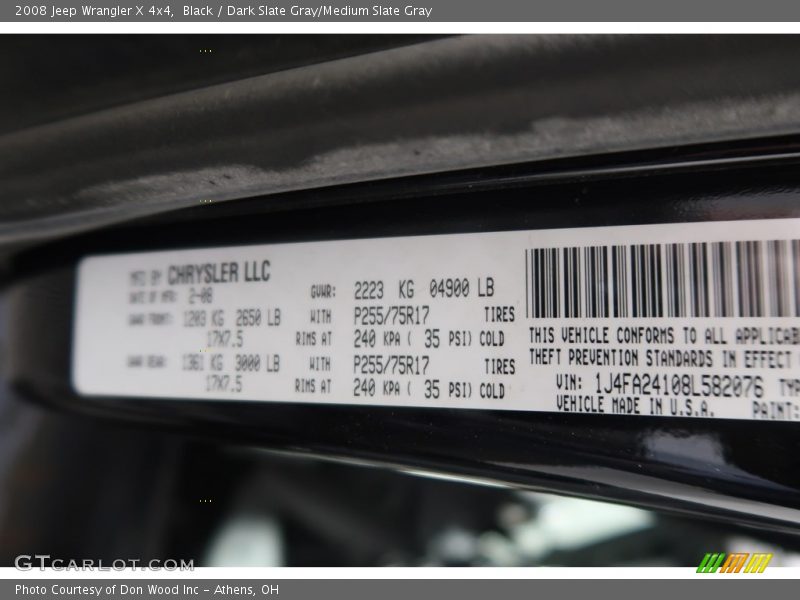 2008 Jeep Wrangler X 4x4,  Black / Dark Slate Gray/Medium Slate Gray
MFD BY CHRYSLER LLC
DATE OF MFR: 2-08 GVWR: 2223 KG 04900 LB
GAWR FRONT: 1203 KG 2650 LB WITH P255/75R17 TIRES
17X7.5 RIMS AT 240 KPA ( 35 PSI) COLD
GAWR REAR: 1361 KG 3000 LB WITH P255/75R17 TIRES
17X7.5 RIMS AT 240 KPA ( 35 PSI) COLD
THIS VEHICLE CONFORMS TO ALL APPLICAB
THEFT PREVENTION STANDARDS IN EFFECT
VIN: 1J4FA24108L582076 TYP
VEHICLE MADE IN U.S.A. PAINT:
GTCARLOT.COM
Photo Courtesy of Don Wood Inc - Athens, OH